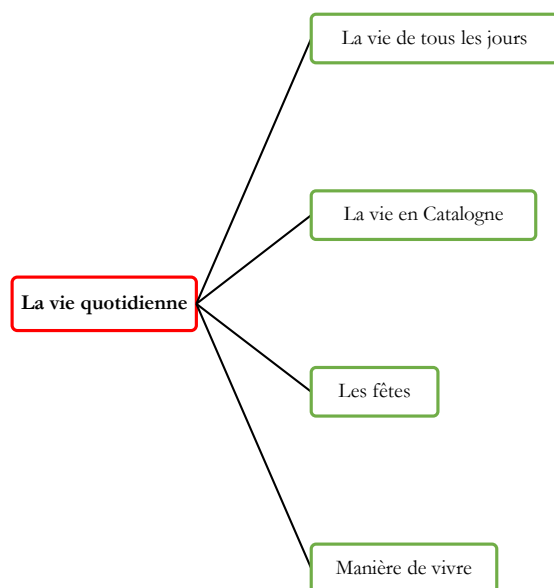 La vie de tous les jours
La vie en Catalogne
La vie quotidienne
Les fêtes
Manière de vivre